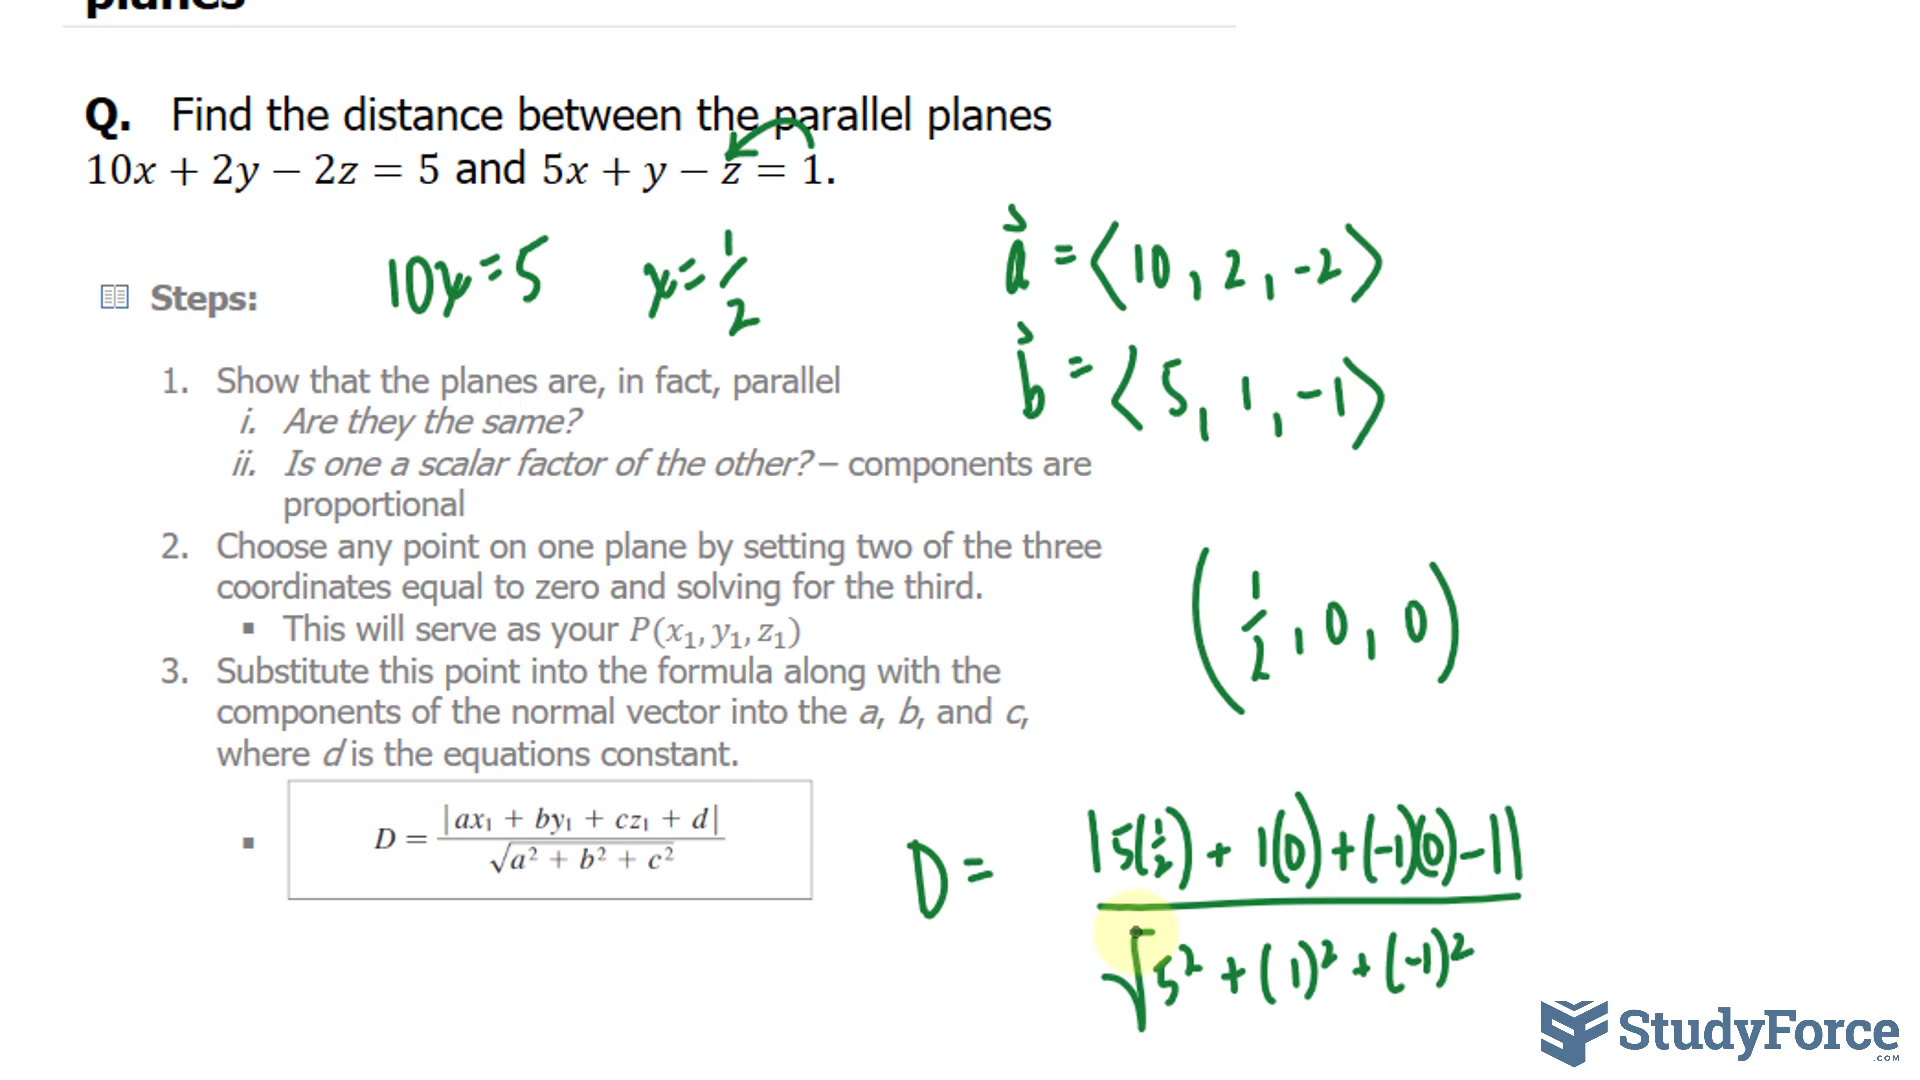 planes
Q. Find the distance between the parallel planes
10x + 2y − 2z = 5 and 5x + y − z = 1.
10x = 5 x = 1/2
a⃗ = ⟨10, 2, -2⟩
b⃗ = ⟨5, 1, -1⟩
Steps:
1. Show that the planes are, in fact, parallel
i. Are they the same?
ii. Is one a scalar factor of the other? – components are
proportional
2. Choose any point on one plane by setting two of the three
coordinates equal to zero and solving for the third.
▪ This will serve as your P(x₁, y₁, z₁)
(1/2, 0, 0)
3. Substitute this point into the formula along with the
components of the normal vector into the a, b, and c,
where d is the equations constant.
▪ D = |ax₁ + by₁ + cz₁ + d| / √(a² + b² + c²)
D = |5(1/2) + 1(0) + (-1)(0) - 1| / √(5² + (1)² + (-1)²)
StudyForce
.COM